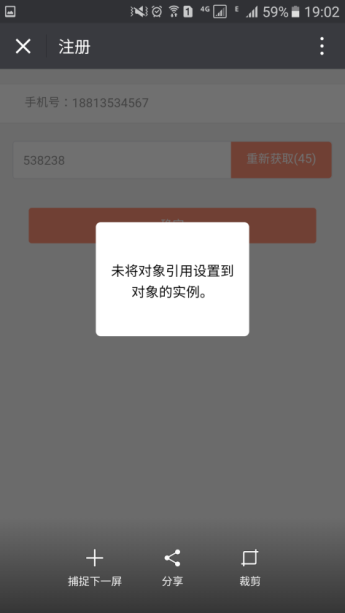 1 4G E 59% 19:02
注册
手机号：18813534567
538238 重新获取(45)
未将对象引用设置到
对象的实例。
捕捉下一屏 分享 裁剪